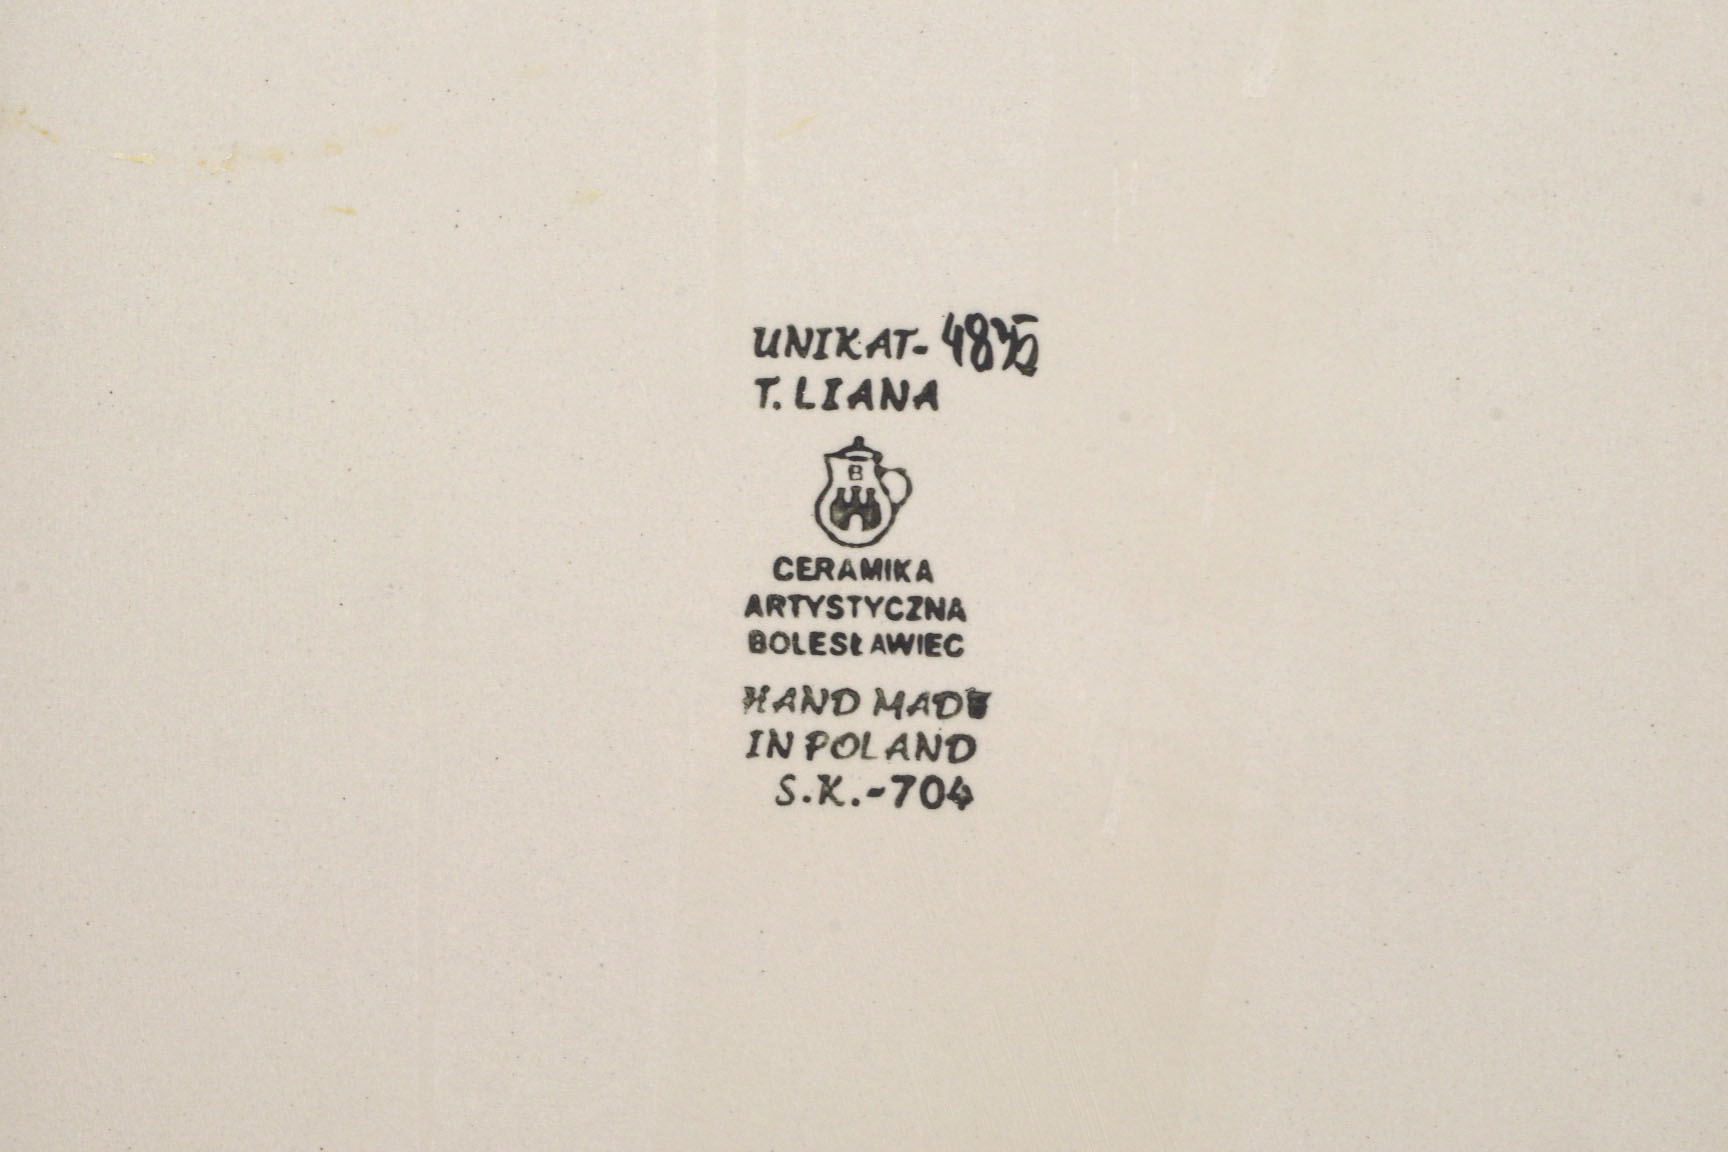 UNIKAT- 4835
T. LIANA
B
CERAMIKA
ARTYSTYCZNA
BOLESŁAWIEC
HAND MADE
IN POLAND
S.K.-704